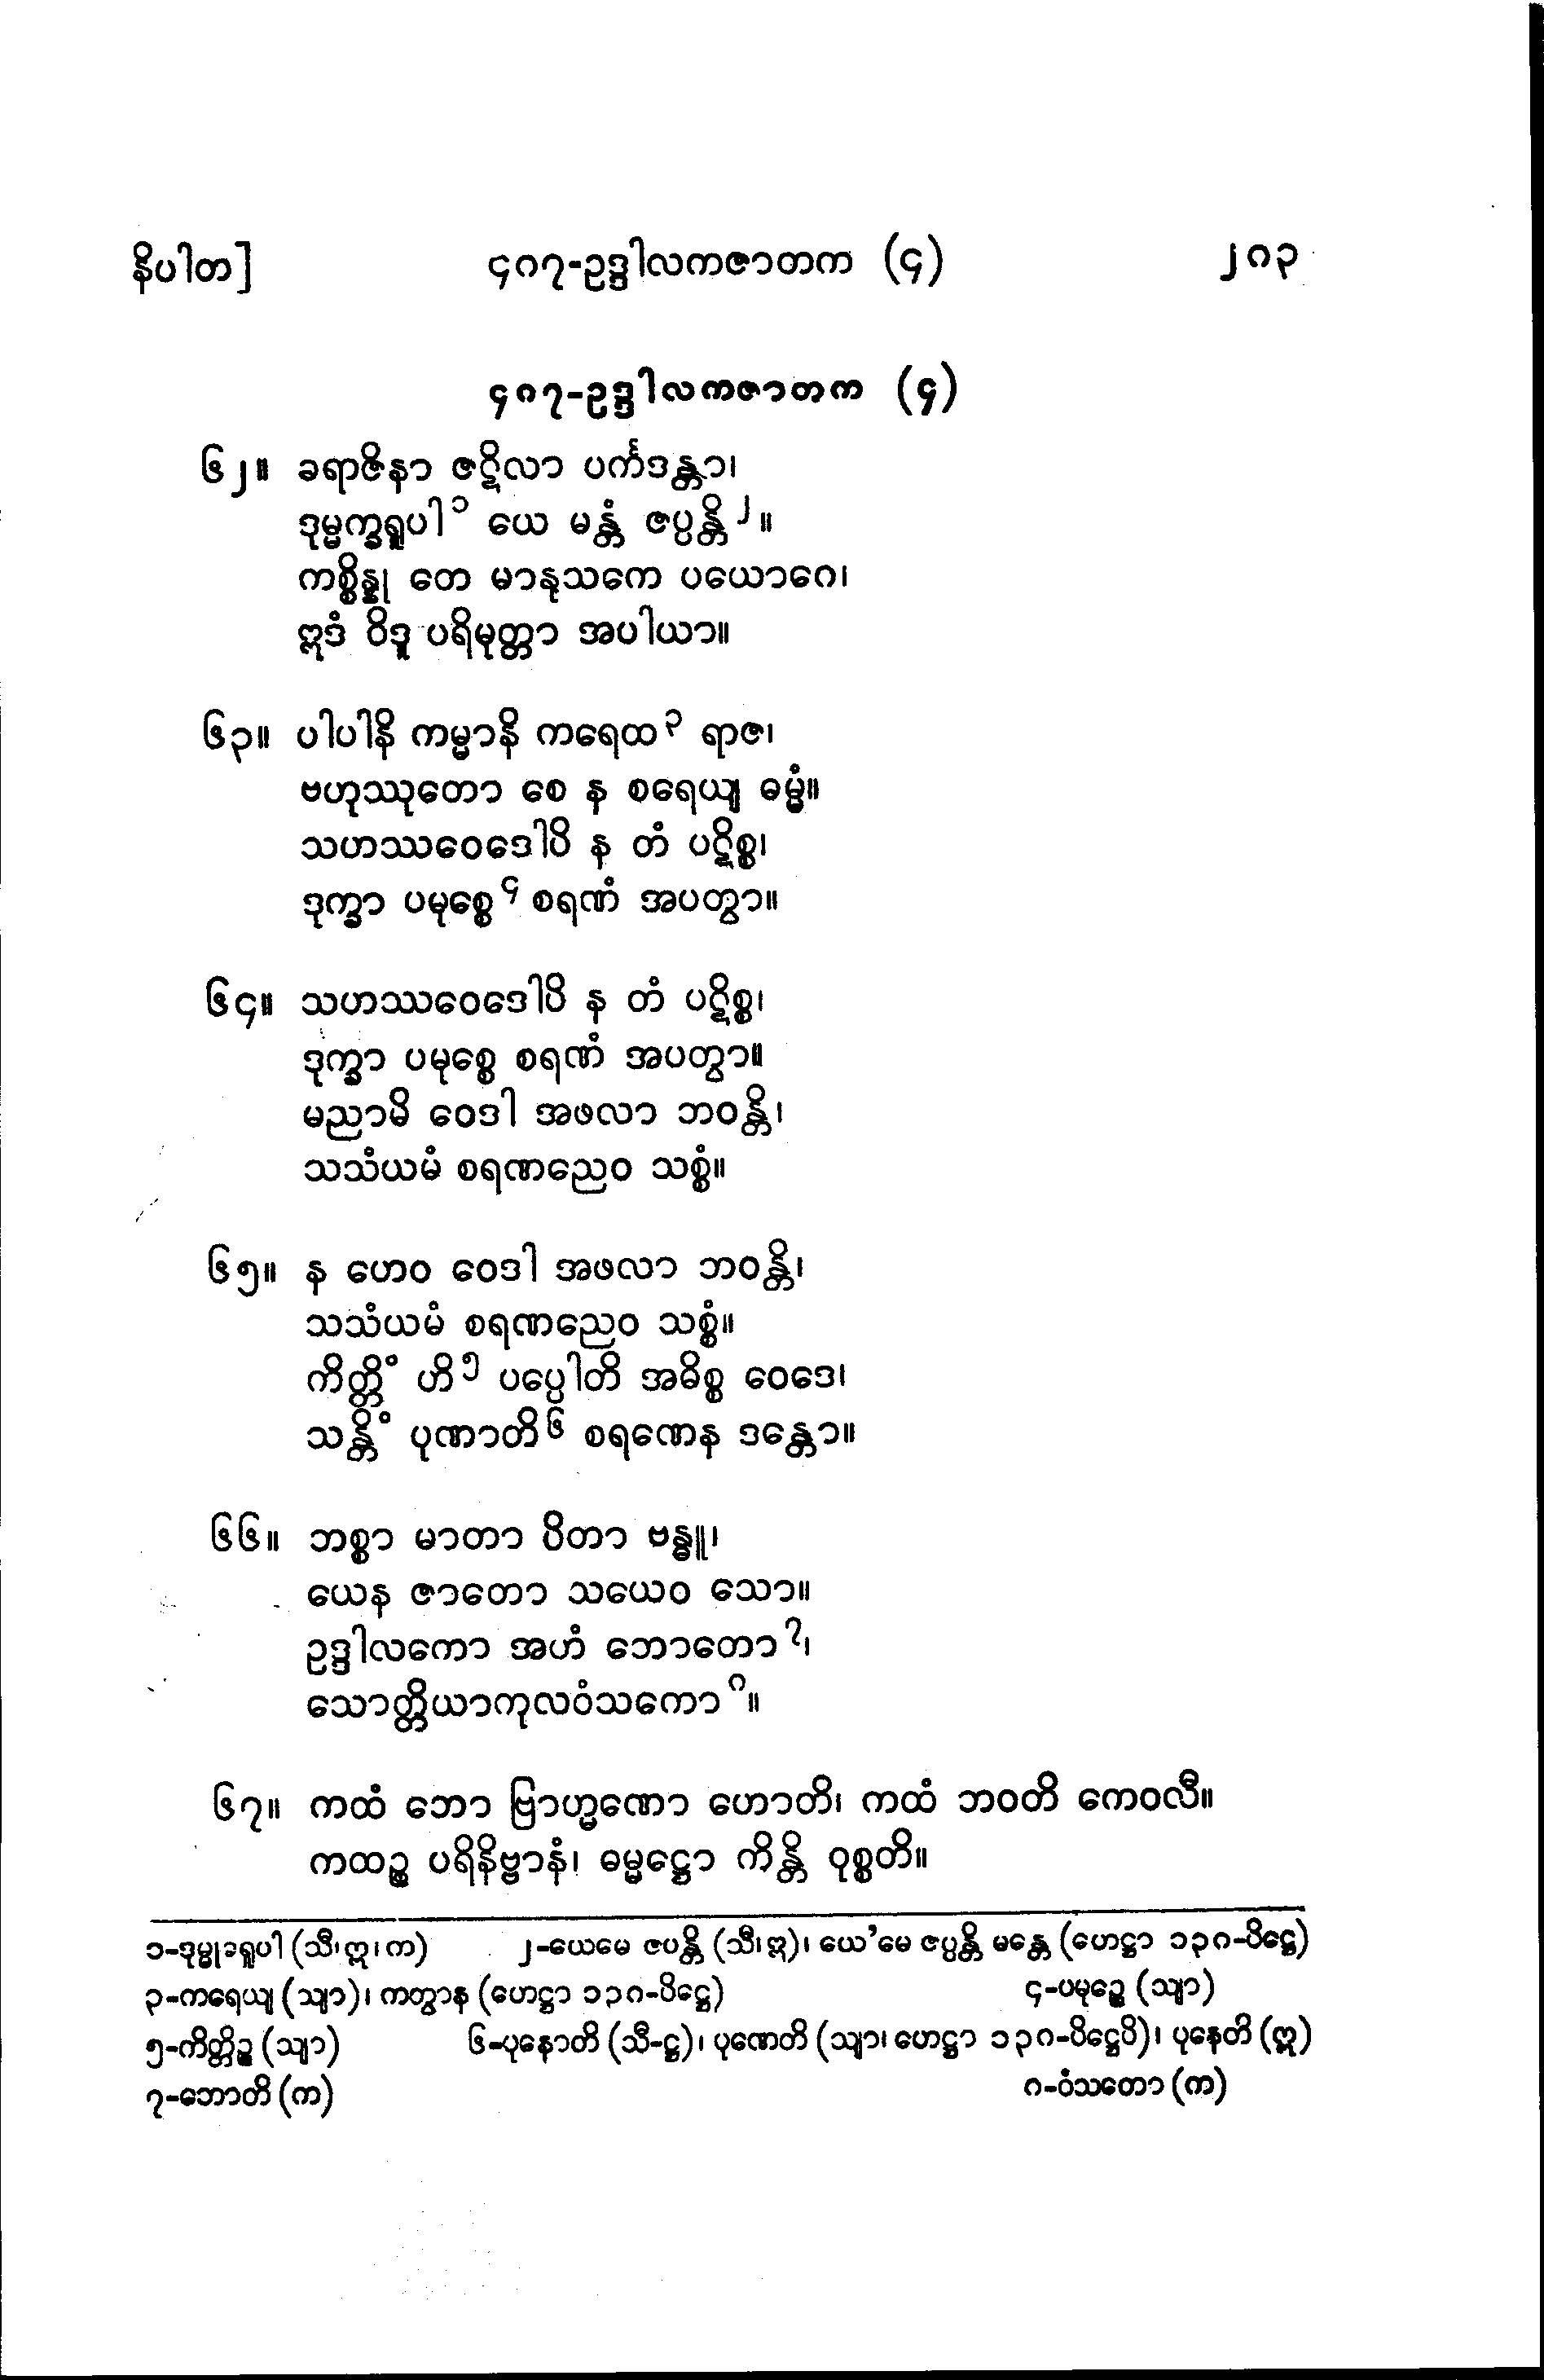 နိပါတ]
၄၈၇-ဥဒ္ဒါလကဇာတက (၄)
၂၈၃
၄၈၇-ဥဒ္ဒါလကဇာတက (၄)
၆၂။ ခရာဇိနာ ဇဋိလာ ပင်္ကဒန္တာ၊
ဒုမ္မက္ခရူပါ၁ ယေ မန္တံ ဇပ္ပန္တိ၂။
ကစ္စိန္နု တေ မာနုသကေ ပယောဂေ၊
ဣဒံ ဝိဒူ ပရိမုတ္တာ အပါယာ။
၆၃။ ပါပါနိ ကမ္မာနိ ကရေထ၃ ရာဇ၊
ဗဟုဿုတော စေ န စရေယျ ဓမ္မံ။
သဟဿဝေဒေါပိ န တံ ပဋိစ္စ၊
ဒုက္ခာ ပမုစ္စေ၄ စရဏံ အပတွာ။
၆၄။ သဟဿဝေဒေါပိ န တံ ပဋိစ္စ၊
ဒုက္ခာ ပမုစ္စေ စရဏံ အပတွာ။
မညာမိ ဝေဒါ အဖလာ ဘဝန္တိ၊
သသံယမံ စရဏညေဝ သစ္စံ။
၆၅။ န ဟေဝ ဝေဒါ အဖလာ ဘဝန္တိ၊
သသံယမံ စရဏညေဝ သစ္စံ။
ကိတ္တိံ ဟိ၅ ပပ္ပေါတိ အဓိစ္စ ဝေဒေ၊
သန္တိံ ပုဏာတိ၆ စရဏေန ဒန္တော။
၆၆။ ဘစ္စာ မာတာ ပိတာ ဗန္ဓူ၊
ယေန ဇာတော သယေဝ သော။
ဥဒ္ဒါလကော အဟံ ဘောတော၇၊
သောတ္တိယာကုလဝံသကော၈။
၆၇။ ကထံ ဘော ဗြာဟ္မဏော ဟောတိ၊ ကထံ ဘဝတိ ကေဝလီ။
ကထဉ္စ ပရိနိဗ္ဗာနံ၊ ဓမ္မဋ္ဌော ကိန္တိ ဝုစ္စတိ။
၁-ဒုမ္မုခရူပါ (သီ၊ ဣ၊ က) ၂-ယေမေ ဇပန္တိ (သီ၊ ဣ)၊ ယေ’မေ ဇပ္ပန္တိ မန္တေ (ဟေဋ္ဌာ ၁၃၈-ပိဋ္ဌေ)
၃-ကရေယျ (သျာ)၊ ကတွာန (ဟေဋ္ဌာ ၁၃၈-ပိဋ္ဌေ) ၄-ပမုဉ္စေ (သျာ)
၅-ကိတ္တိဉ္စ (သျာ) ၆-ပုနောတိ (သီ-ဋ္ဌ)၊ ပုဏေတိ (သျာ၊ ဟေဋ္ဌာ ၁၃၈-ပိဋ္ဌေပိ)၊ ပုနေတိ (ဣ)
၇-ဘောတိ (က) ၈-ဝံသတော (က)